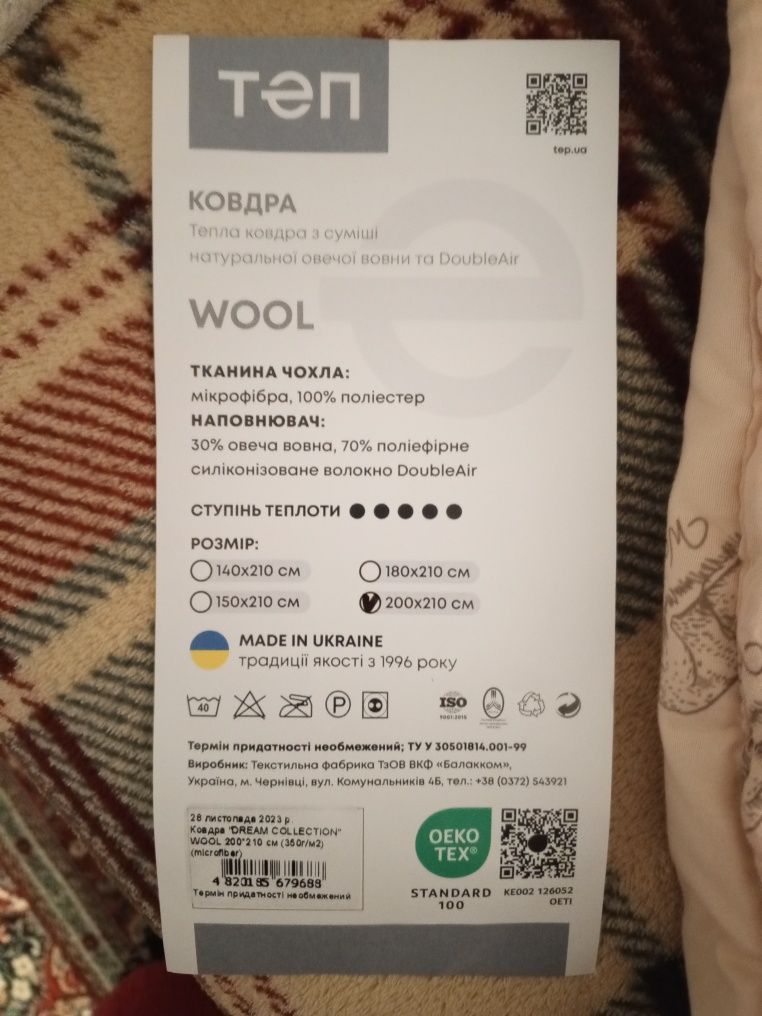 теп
tep.ua
КОВДРА
Тепла ковдра з суміші
натуральної овечої вовни та DoubleAir
WOOL
ТКАНИНА ЧОХЛА:
мікрофібра, 100% поліестер
НАПОВНЮВАЧ:
30% овеча вовна, 70% поліефірне
силіконізоване волокно DoubleAir
СТУПІНЬ ТЕПЛОТИ
РОЗМІР:
140х210 см 180х210 см
150х210 см 200х210 см
MADE IN UKRAINE
традиції якості з 1996 року
40 P ISO
9001:2015
Термін придатності необмежений; ТУ У 30501814.001-99
Виробник: Текстильна фабрика ТзОВ ВКФ «Балакком»,
Україна, м. Чернівці, вул. Комунальників 4Б, тел.: +38 (0372) 543921
28 листопада 2023 р.
Ковдра "DREAM COLLECTION"
WOOL 200*210 см (350г/м2)
(microfiber)
4 820185 679688
Термін придатності необмежений
OEKO
TEX®
STANDARD
100
KE002 126052
OETI